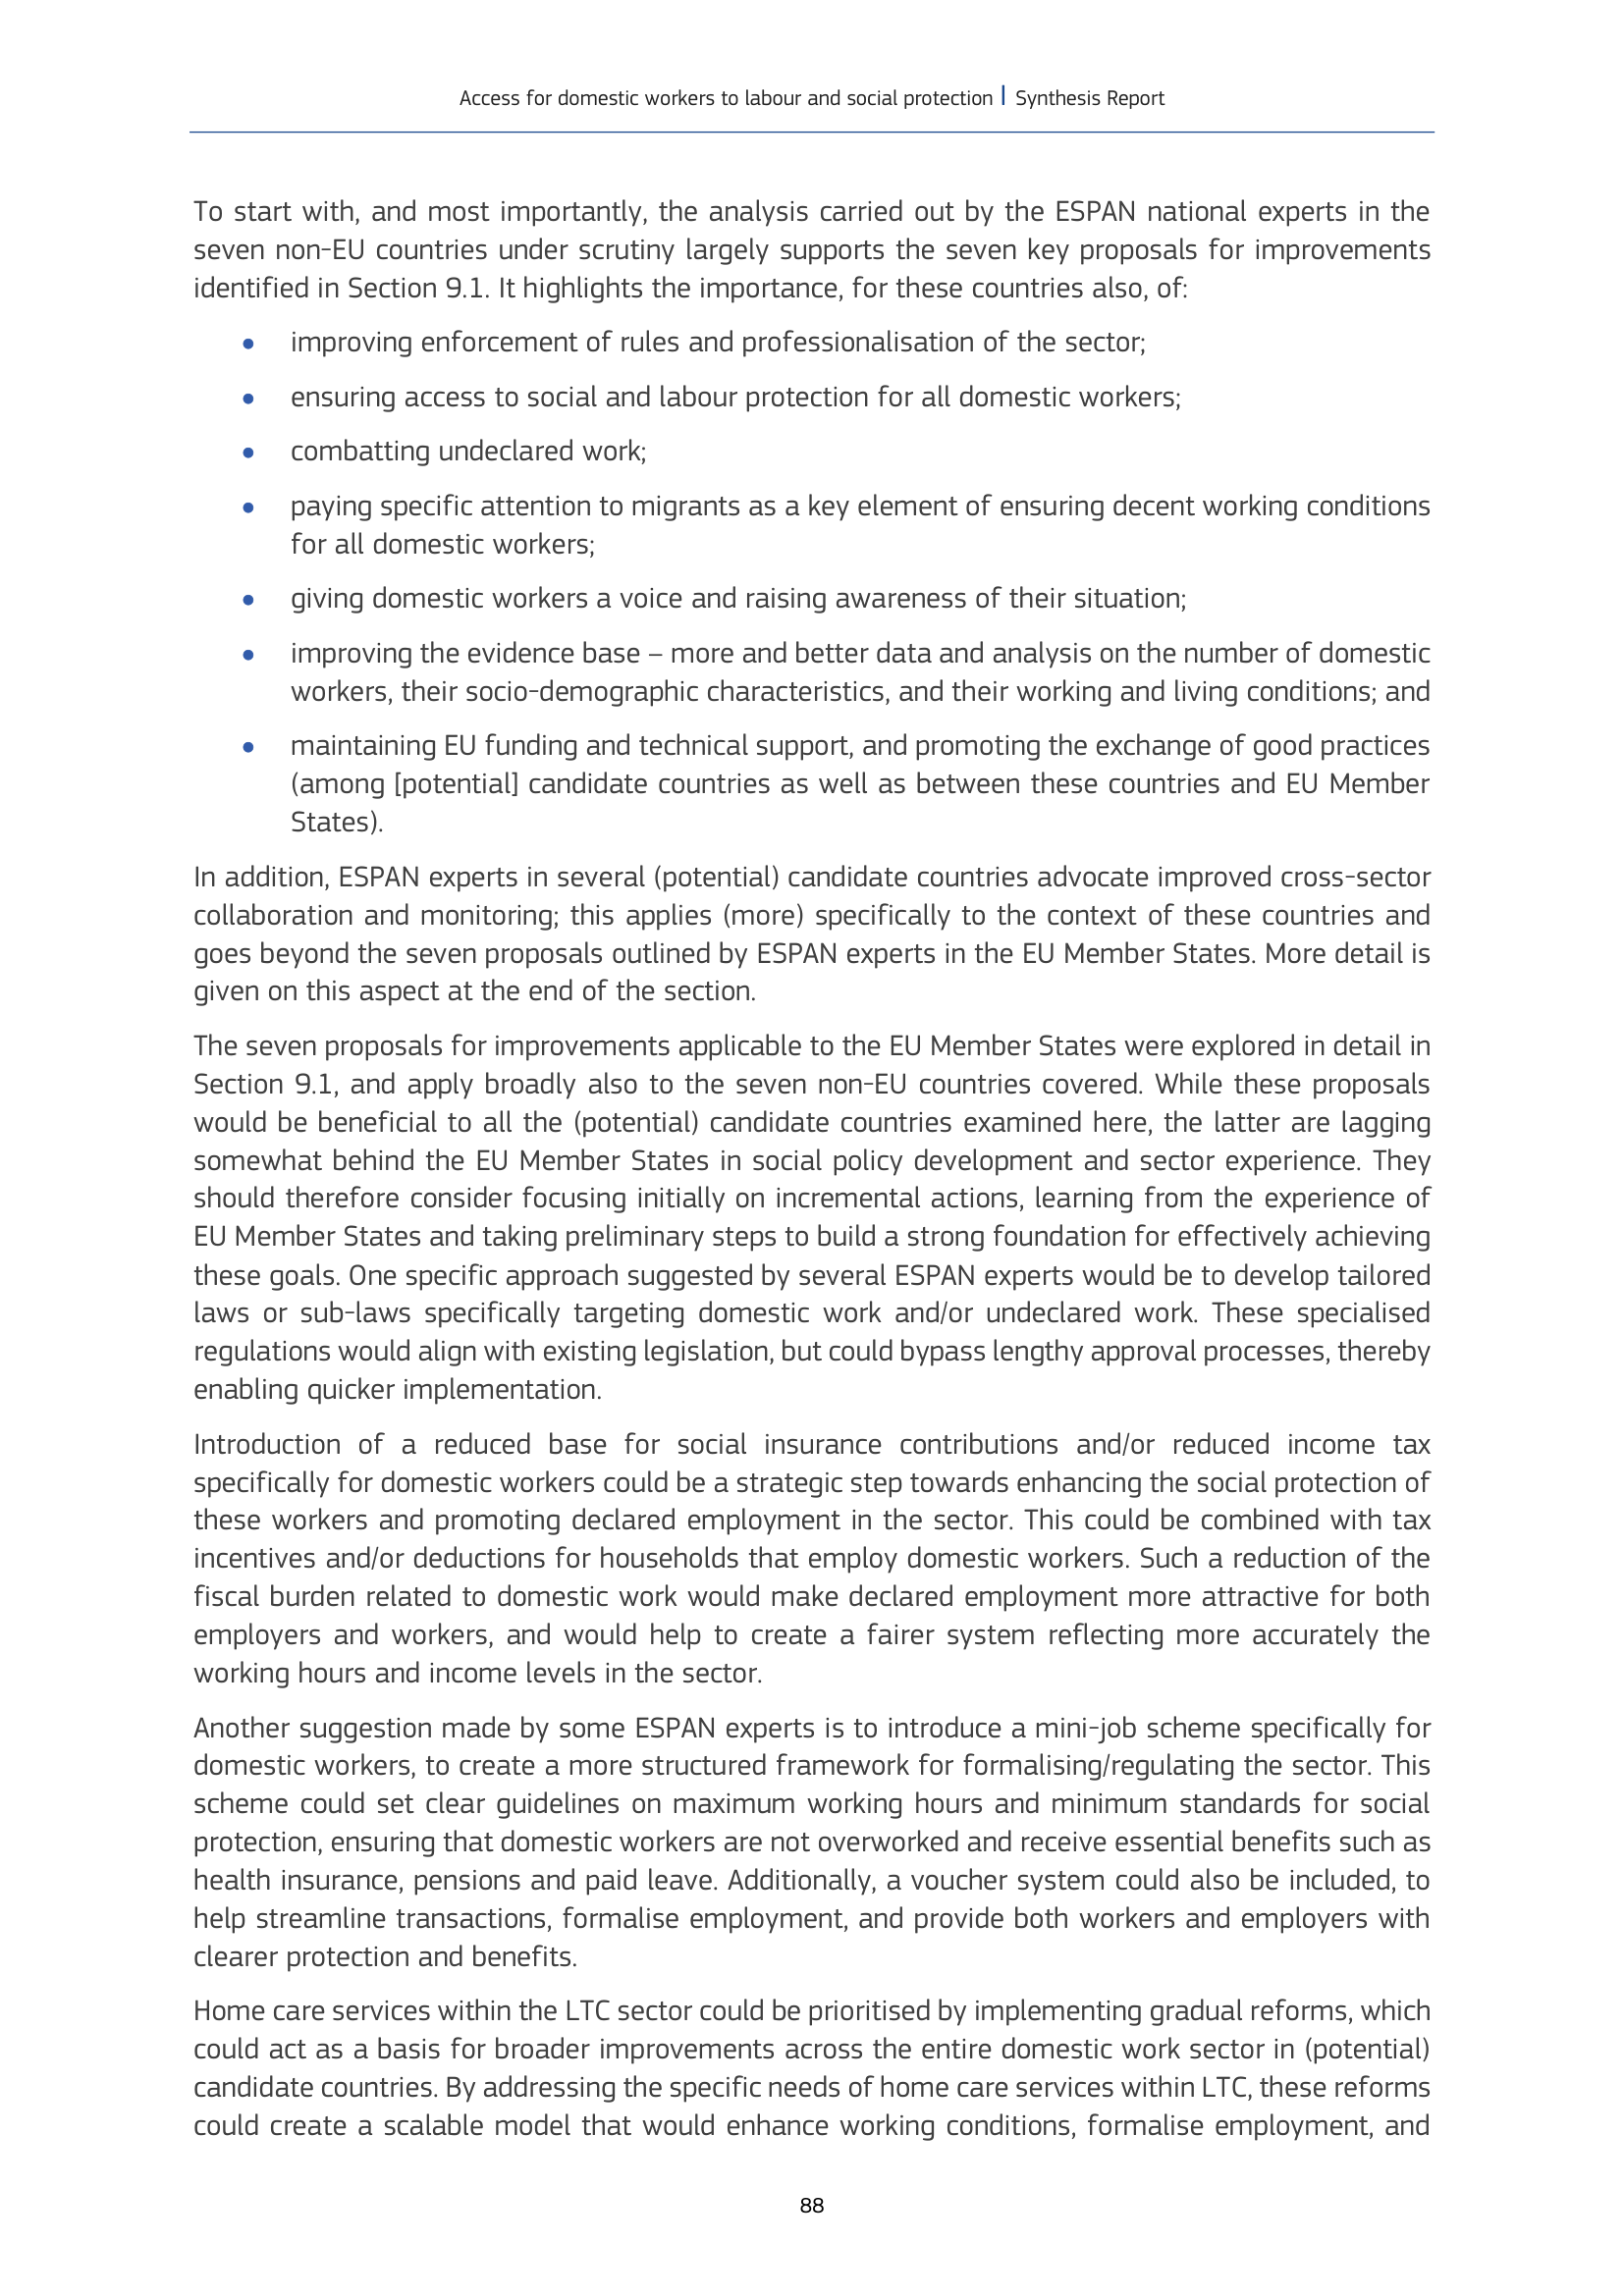 Access for domestic workers to labour and social protection | Synthesis Report
To start with, and most importantly, the analysis carried out by the ESPAN national experts in the
seven non-EU countries under scrutiny largely supports the seven key proposals for improvements
identified in Section 9.1. It highlights the importance, for these countries also, of:
• improving enforcement of rules and professionalisation of the sector;
• ensuring access to social and labour protection for all domestic workers;
• combatting undeclared work;
• paying specific attention to migrants as a key element of ensuring decent working conditions
for all domestic workers;
• giving domestic workers a voice and raising awareness of their situation;
• improving the evidence base – more and better data and analysis on the number of domestic
workers, their socio-demographic characteristics, and their working and living conditions; and
• maintaining EU funding and technical support, and promoting the exchange of good practices
(among [potential] candidate countries as well as between these countries and EU Member
States).
In addition, ESPAN experts in several (potential) candidate countries advocate improved cross-sector
collaboration and monitoring; this applies (more) specifically to the context of these countries and
goes beyond the seven proposals outlined by ESPAN experts in the EU Member States. More detail is
given on this aspect at the end of the section.
The seven proposals for improvements applicable to the EU Member States were explored in detail in
Section 9.1, and apply broadly also to the seven non-EU countries covered. While these proposals
would be beneficial to all the (potential) candidate countries examined here, the latter are lagging
somewhat behind the EU Member States in social policy development and sector experience. They
should therefore consider focusing initially on incremental actions, learning from the experience of
EU Member States and taking preliminary steps to build a strong foundation for effectively achieving
these goals. One specific approach suggested by several ESPAN experts would be to develop tailored
laws or sub-laws specifically targeting domestic work and/or undeclared work. These specialised
regulations would align with existing legislation, but could bypass lengthy approval processes, thereby
enabling quicker implementation.
Introduction of a reduced base for social insurance contributions and/or reduced income tax
specifically for domestic workers could be a strategic step towards enhancing the social protection of
these workers and promoting declared employment in the sector. This could be combined with tax
incentives and/or deductions for households that employ domestic workers. Such a reduction of the
fiscal burden related to domestic work would make declared employment more attractive for both
employers and workers, and would help to create a fairer system reflecting more accurately the
working hours and income levels in the sector.
Another suggestion made by some ESPAN experts is to introduce a mini-job scheme specifically for
domestic workers, to create a more structured framework for formalising/regulating the sector. This
scheme could set clear guidelines on maximum working hours and minimum standards for social
protection, ensuring that domestic workers are not overworked and receive essential benefits such as
health insurance, pensions and paid leave. Additionally, a voucher system could also be included, to
help streamline transactions, formalise employment, and provide both workers and employers with
clearer protection and benefits.
Home care services within the LTC sector could be prioritised by implementing gradual reforms, which
could act as a basis for broader improvements across the entire domestic work sector in (potential)
candidate countries. By addressing the specific needs of home care services within LTC, these reforms
could create a scalable model that would enhance working conditions, formalise employment, and
88